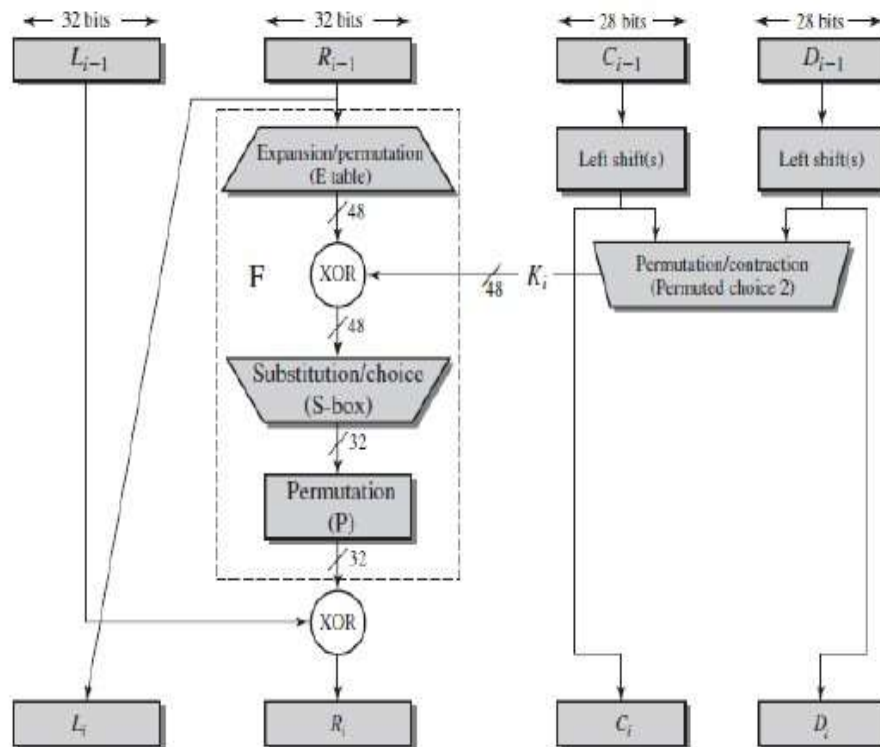 32 bits
32 bits
28 bits
28 bits
L_{i–1}
R_{i–1}
C_{i–1}
D_{i–1}
Expansion/permutation
(E table)
Left shift(s)
Left shift(s)
48
F
XOR
48
K_i
Permutation/contraction
(Permuted choice 2)
48
Substitution/choice
(S-box)
32
Permutation
(P)
32
XOR
L_i
R_i
C_i
D_i